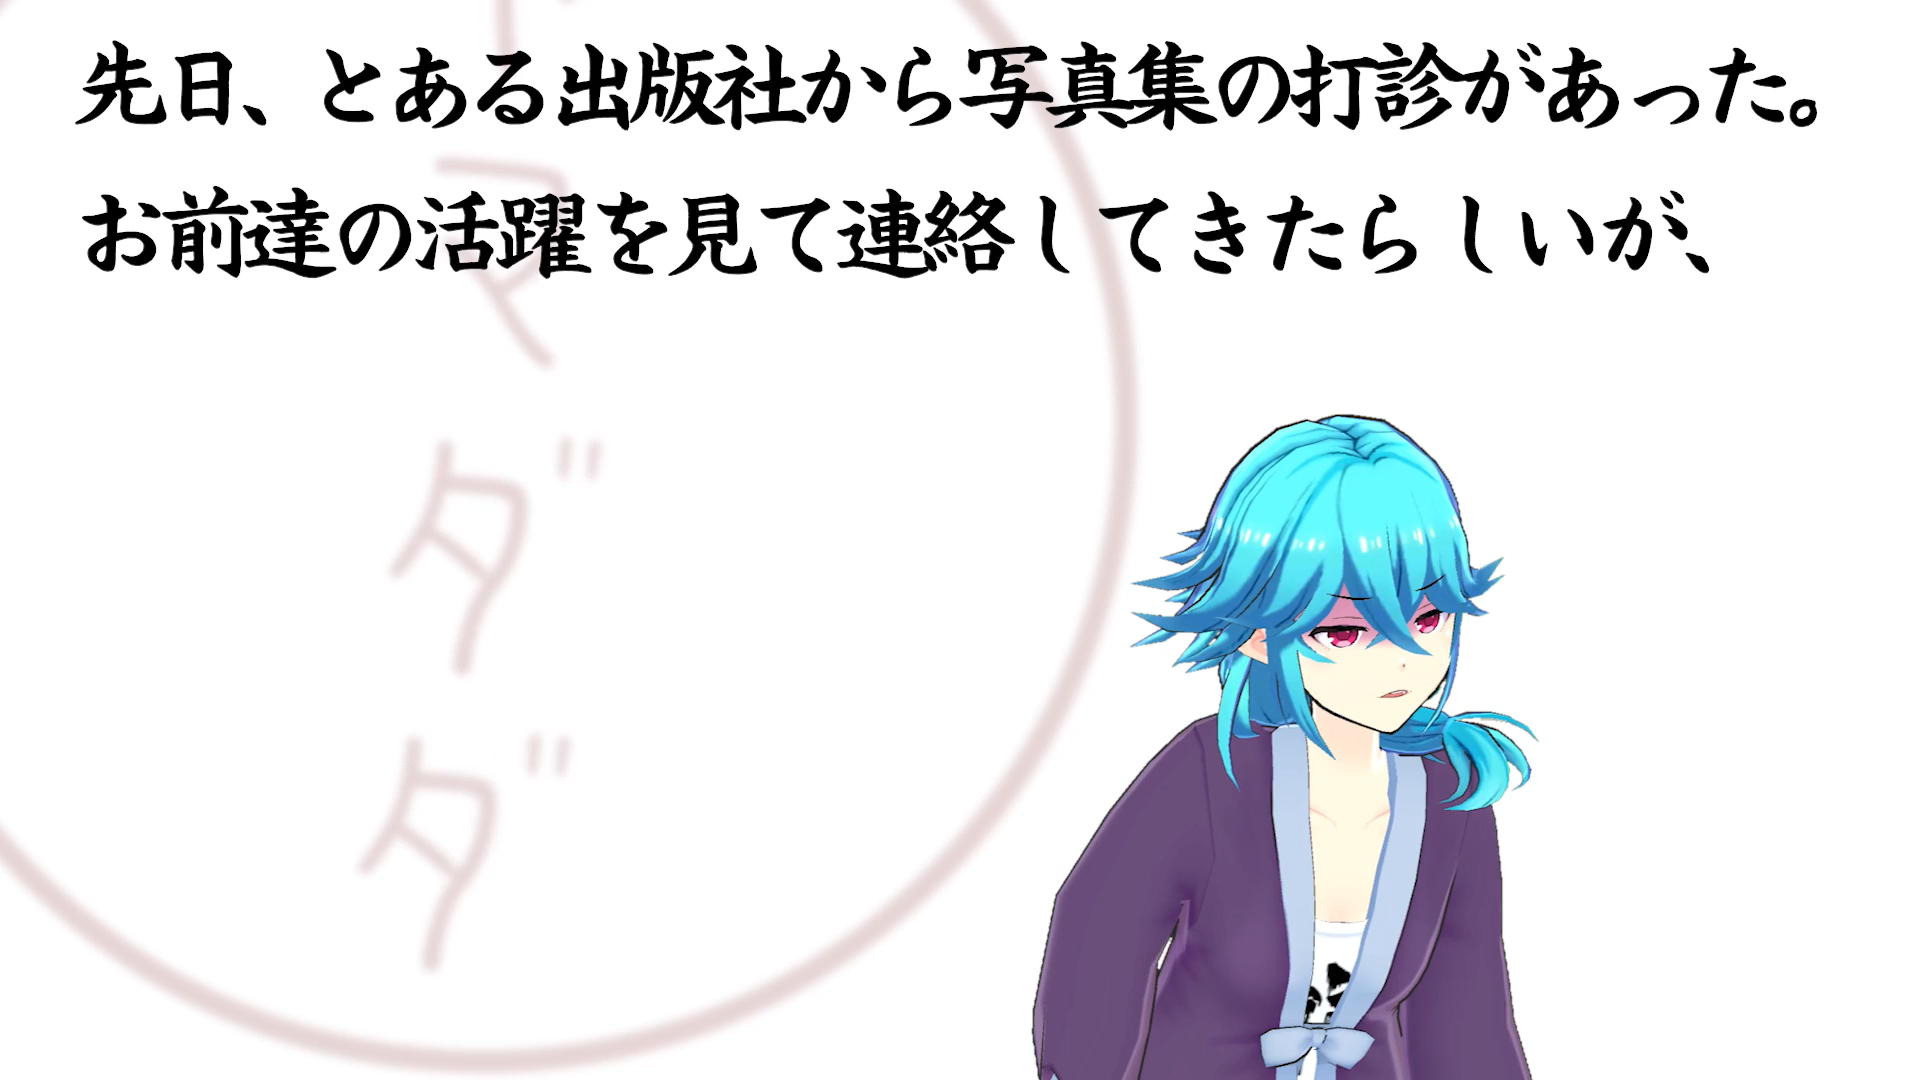 先日、とある出版社から写真集の打診があった。
お前達の活躍を見て連絡してきたらしいが、
マダダ